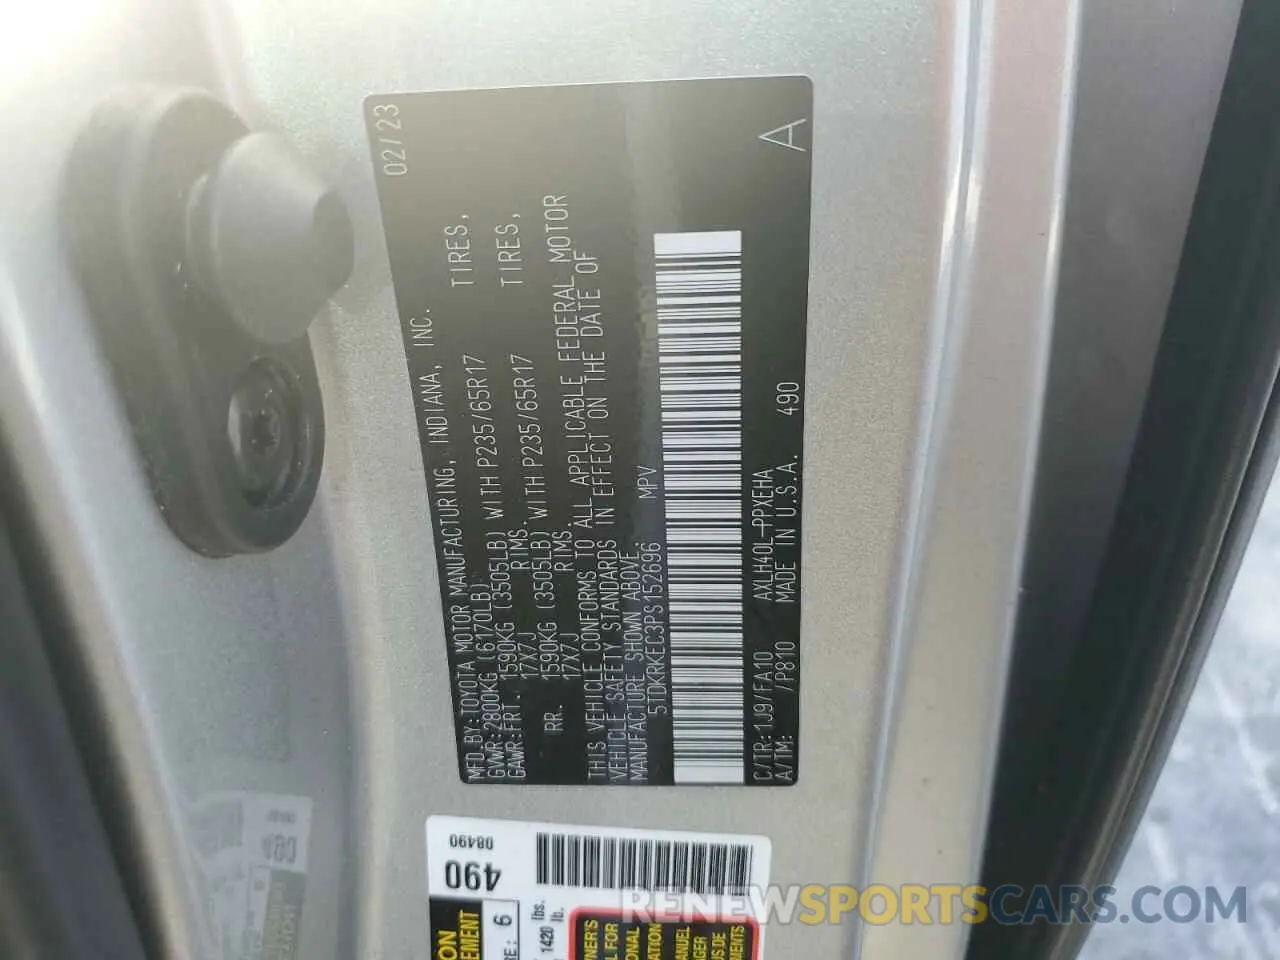 02/23
MFD BY: TOYOTA MOTOR MANUFACTURING, INDIANA, INC.
GVWR: 2800KG (6170LB)
GAWR: FRT. 1590KG (3505LB) WITH P235/65R17 TIRES,
17X7J RIMS,
RR. 1590KG (3505LB) WITH P235/65R17 TIRES,
17X7J RIMS.
THIS VEHICLE CONFORMS TO ALL APPLICABLE FEDERAL MOTOR
VEHICLE SAFETY STANDARDS IN EFFECT ON THE DATE OF
MANUFACTURE SHOWN ABOVE.
5TDKRKEC3PS152696 MPV
C/TR: 1J9/FA10 AXLH40L-PPXEHA
A/TM: /P810 MADE IN U.S.A. 490
A
490
08490
6
1420 lbs.
RENEWSPORTSCARS.COM